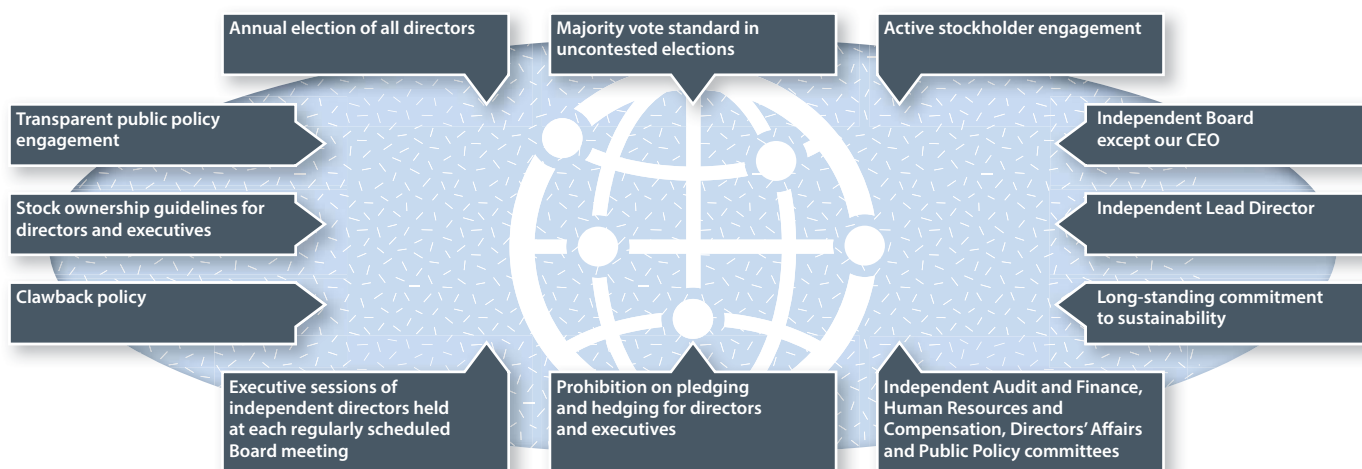 Annual election of all directors
Majority vote standard in
uncontested elections
Active stockholder engagement
Transparent public policy
engagement
Independent Board
except our CEO
Stock ownership guidelines for
directors and executives
Independent Lead Director
Clawback policy
Long-standing commitment
to sustainability
Executive sessions of
independent directors held
at each regularly scheduled
Board meeting
Prohibition on pledging
and hedging for directors
and executives
Independent Audit and Finance,
Human Resources and
Compensation, Directors’ Affairs
and Public Policy committees